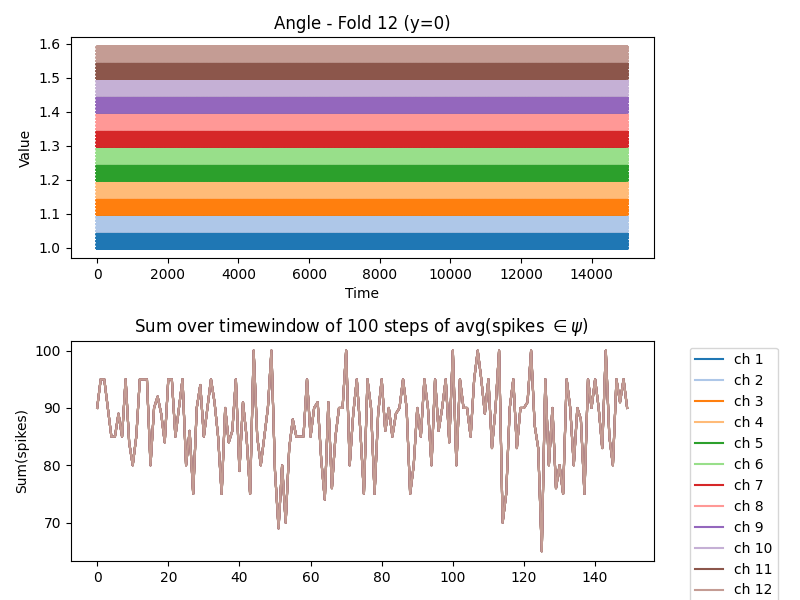 Angle - Fold 12 (y=0)
1.6
1.5
1.4
1.3
1.2
1.1
1.0
Value
0 2000 4000 6000 8000 10000 12000 14000
Time
Sum over timewindow of 100 steps of avg(spikes ∈ ψ)
100
90
80
70
Sum(spikes)
0 20 40 60 80 100 120 140
ch 1
ch 2
ch 3
ch 4
ch 5
ch 6
ch 7
ch 8
ch 9
ch 10
ch 11
ch 12